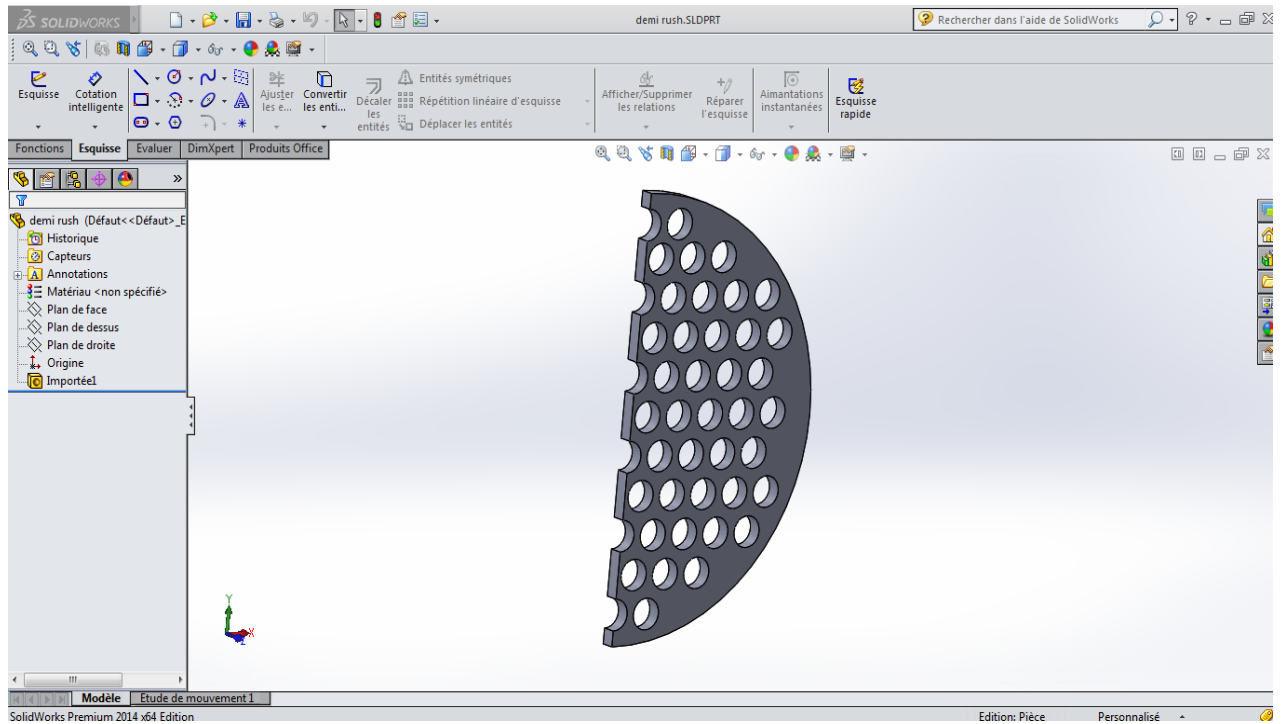 SOLIDWORKS
demi rush.SLDPRT
Rechercher dans l'aide de SolidWorks
?
Esquisse
Cotation intelligente
Ajuster les e...
Convertir les enti...
Décaler les entités
Entités symétriques
Répétition linéaire d'esquisse
Déplacer les entités
Afficher/Supprimer les relations
Réparer l'esquisse
Aimantations instantanées
Esquisse rapide
Fonctions Esquisse Evaluer DimXpert Produits Office
demi rush (Défaut<<Défaut>_E
Historique
Capteurs
Annotations
Matériau <non spécifié>
Plan de face
Plan de dessus
Plan de droite
Origine
Importée1
Y
X
Z
Modèle Etude de mouvement 1
SolidWorks Premium 2014 x64 Edition
Edition: Pièce Personnalisé